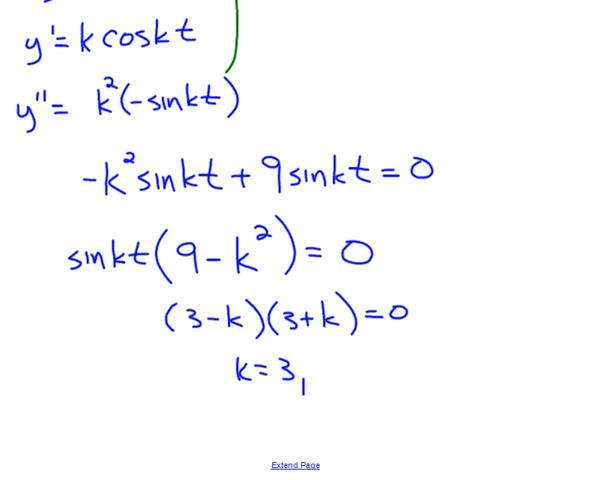 y'= k cos kt
y''= k²(-sin kt)
-k² sin kt + 9 sin kt = 0
sin kt (9 - k²) = 0
(3 - k)(3 + k) = 0
k = 3,
Extend Page